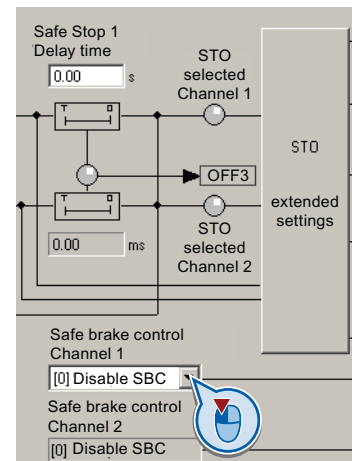 Safe Stop 1
Delay time
0.00 s
STO
selected
Channel 1
T 0
STO
extended
settings
OFF3
T 0
STO
selected
Channel 2
0.00 ms
Safe brake control
Channel 1
[0] Disable SBC
Safe brake control
Channel 2
[0] Disable SBC